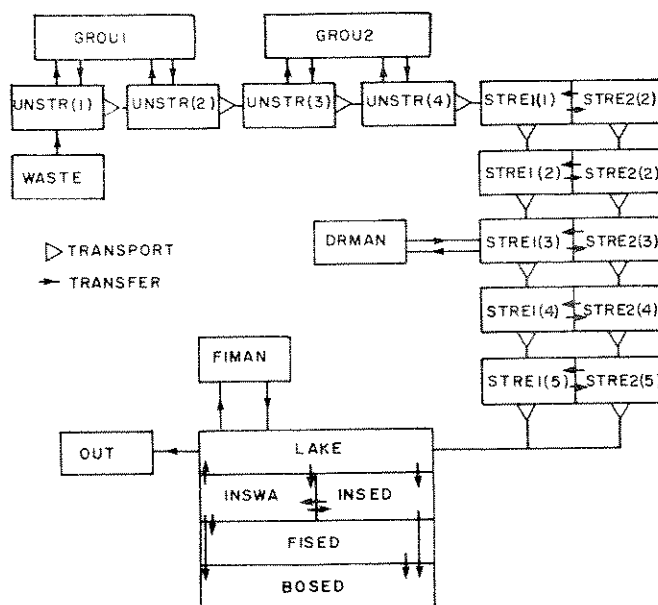 GROU1
GROU2
UNSTR(1)
UNSTR(2)
UNSTR(3)
UNSTR(4)
STRE1(1)
STRE2(2)
WASTE
STRE1(2)
STRE2(2)
DRMAN
STRE1(3)
STRE2(3)
TRANSPORT
TRANSFER
STRE1(4)
STRE2(4)
FIMAN
STRE1(5)
STRE2(5)
OUT
LAKE
INSWA
INSED
FISED
BOSED